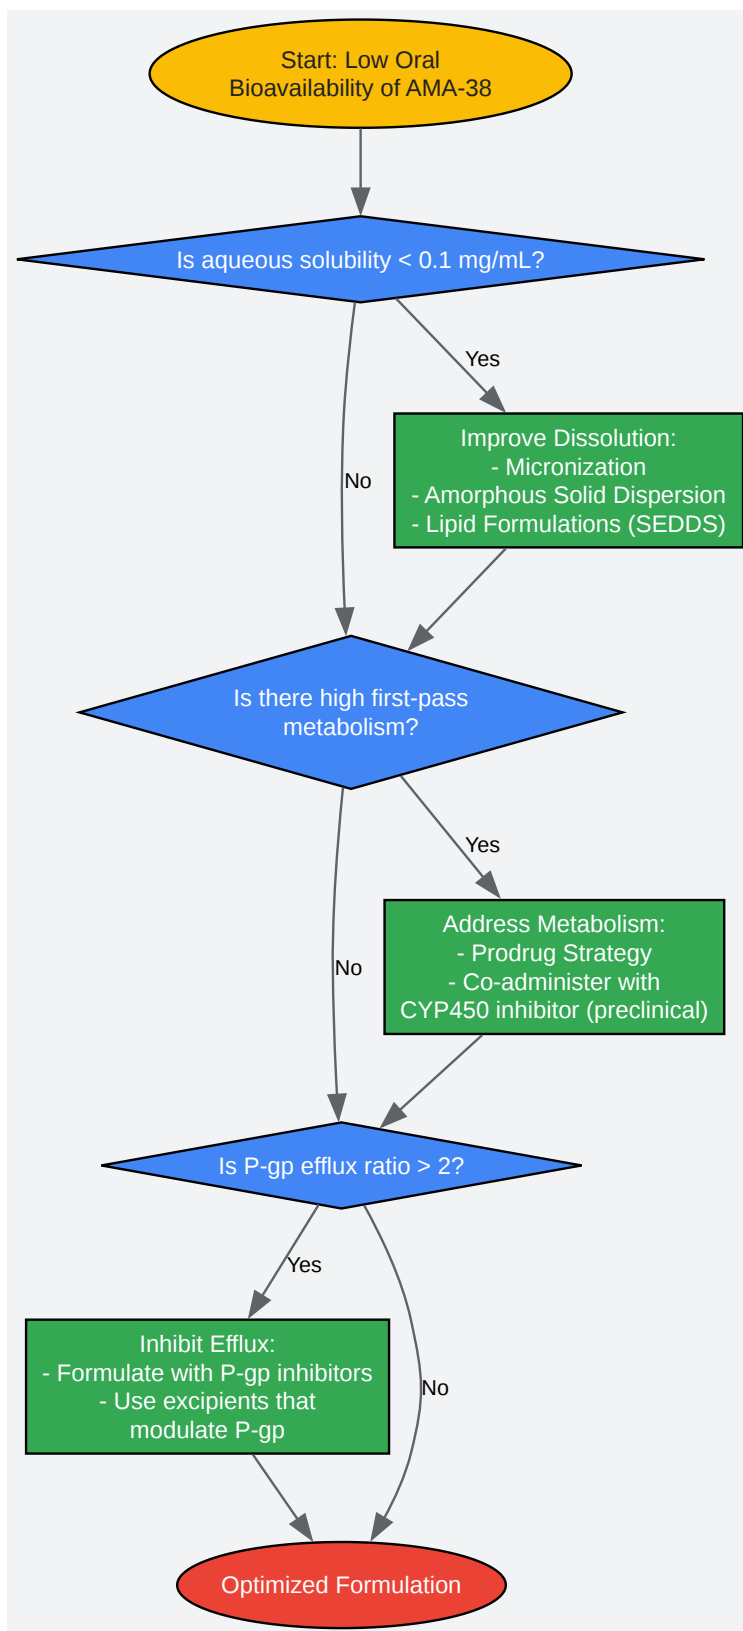 Start: Low Oral
Bioavailability of AMA-38
Is aqueous solubility < 0.1 mg/mL?
Yes
Improve Dissolution:
- Micronization
- Amorphous Solid Dispersion
- Lipid Formulations (SEDDS)
No
Is there high first-pass
metabolism?
Yes
Address Metabolism:
- Prodrug Strategy
- Co-administer with
CYP450 inhibitor (preclinical)
No
Is P-gp efflux ratio > 2?
Yes
Inhibit Efflux:
- Formulate with P-gp inhibitors
- Use excipients that
modulate P-gp
No
Optimized Formulation